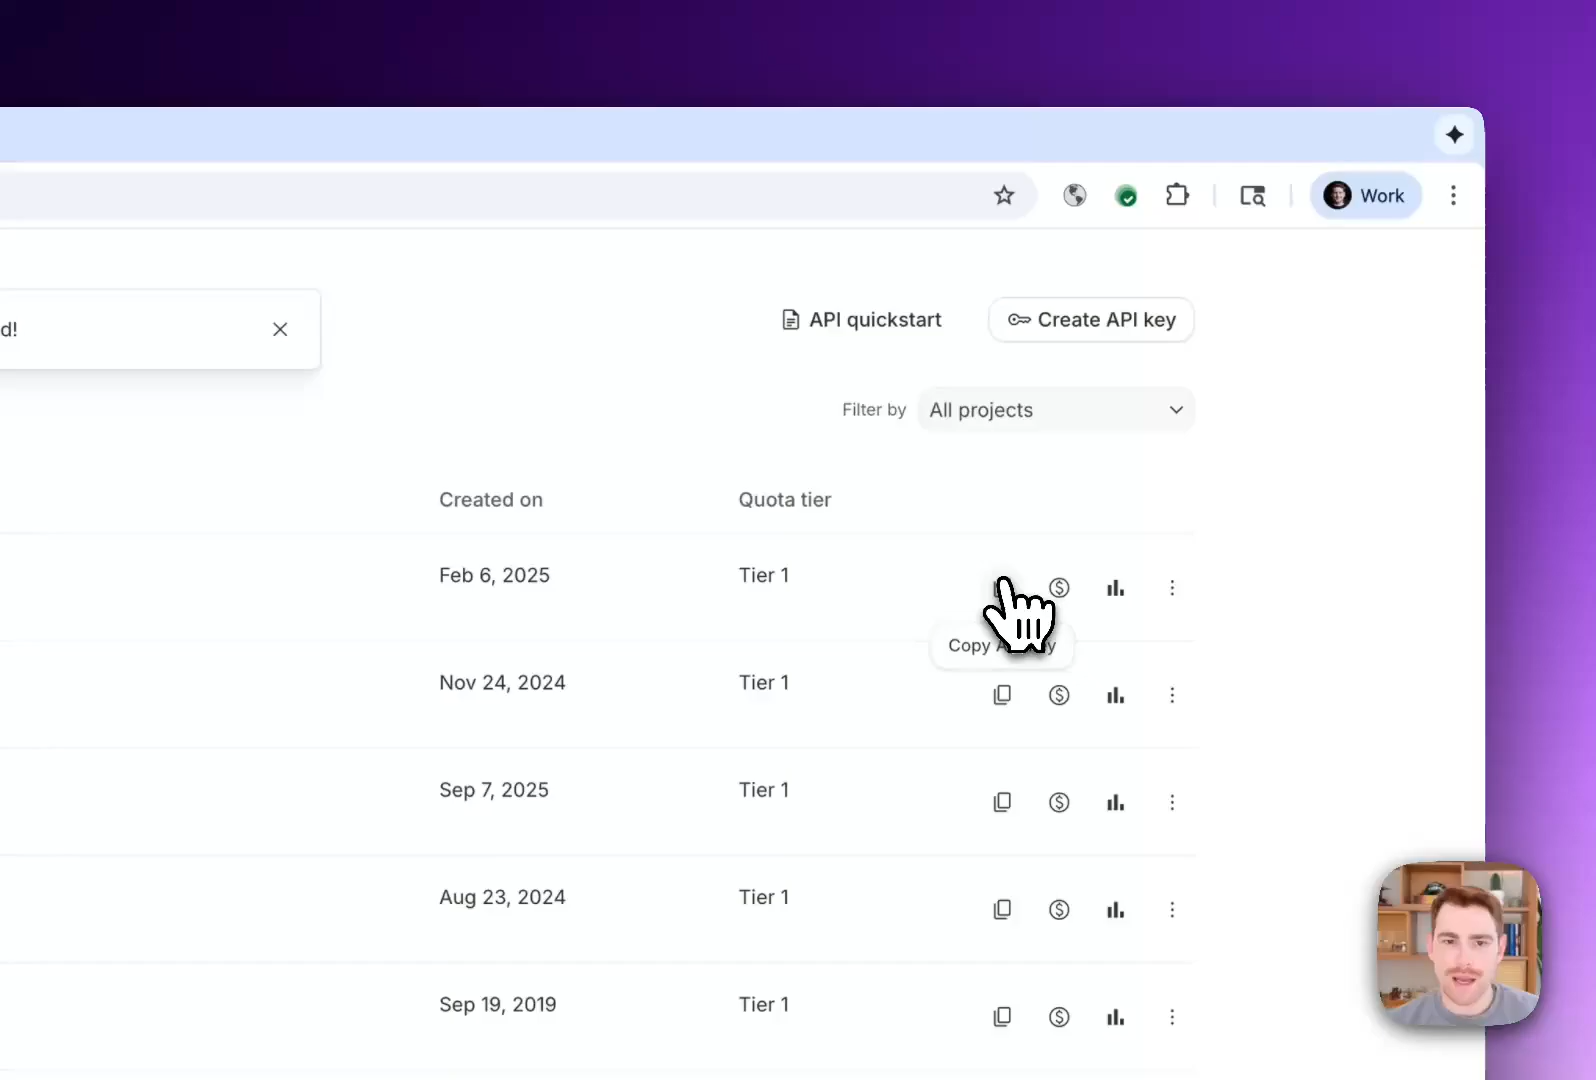 Work
d!
API quickstart
Create API key
Filter by
All projects
Created on
Quota tier
Feb 6, 2025
Tier 1
Copy
Nov 24, 2024
Tier 1
Sep 7, 2025
Tier 1
Aug 23, 2024
Tier 1
Sep 19, 2019
Tier 1